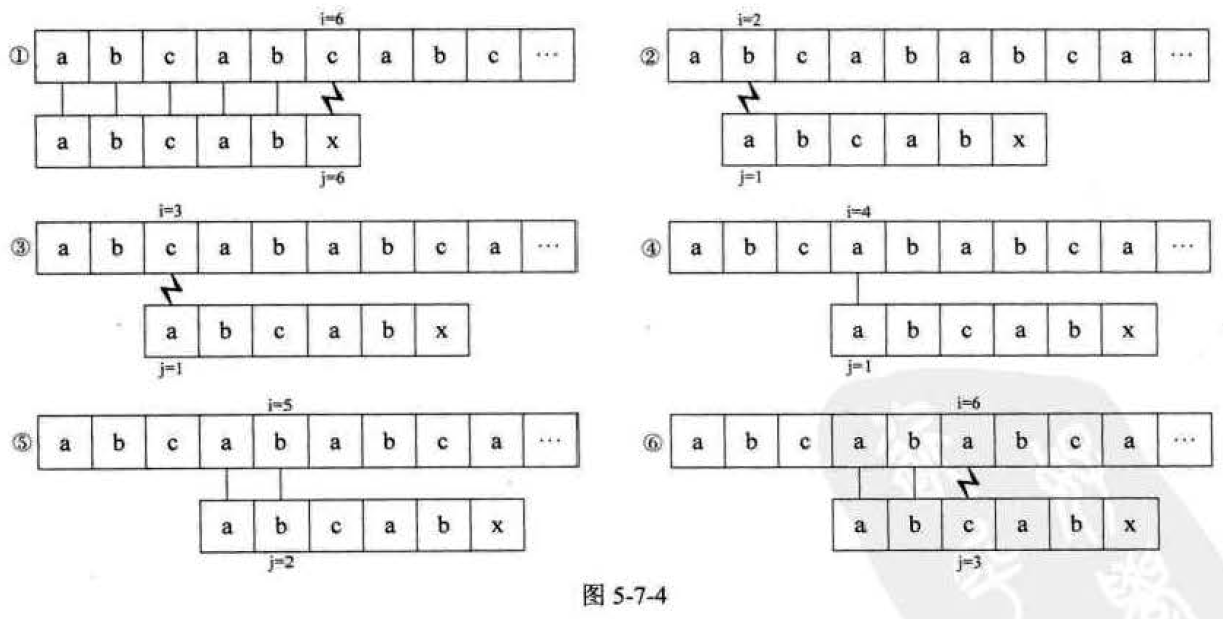 i=6
① a b c a b c a b c ⋯
a b c a b x
j=6
i=2
② a b c a b a b c a ⋯
a b c a b x
j=1
i=3
③ a b c a b a b c a ⋯
a b c a b x
j=1
i=4
④ a b c a b a b c a ⋯
a b c a b x
j=1
i=5
⑤ a b c a b a b c a ⋯
a b c a b x
j=2
i=6
⑥ a b c a b a b c a ⋯
a b c a b x
j=3
图 5-7-4